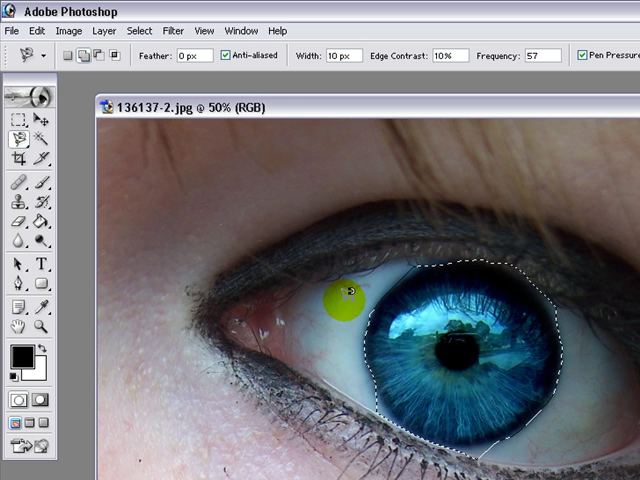 Adobe Photoshop
File Edit Image Layer Select Filter View Window Help
Feather: 0 px Anti-aliased Width: 10 px Edge Contrast: 10% Frequency: 57 Pen Pressure
136137-2.jpg @ 50% (RGB)
T